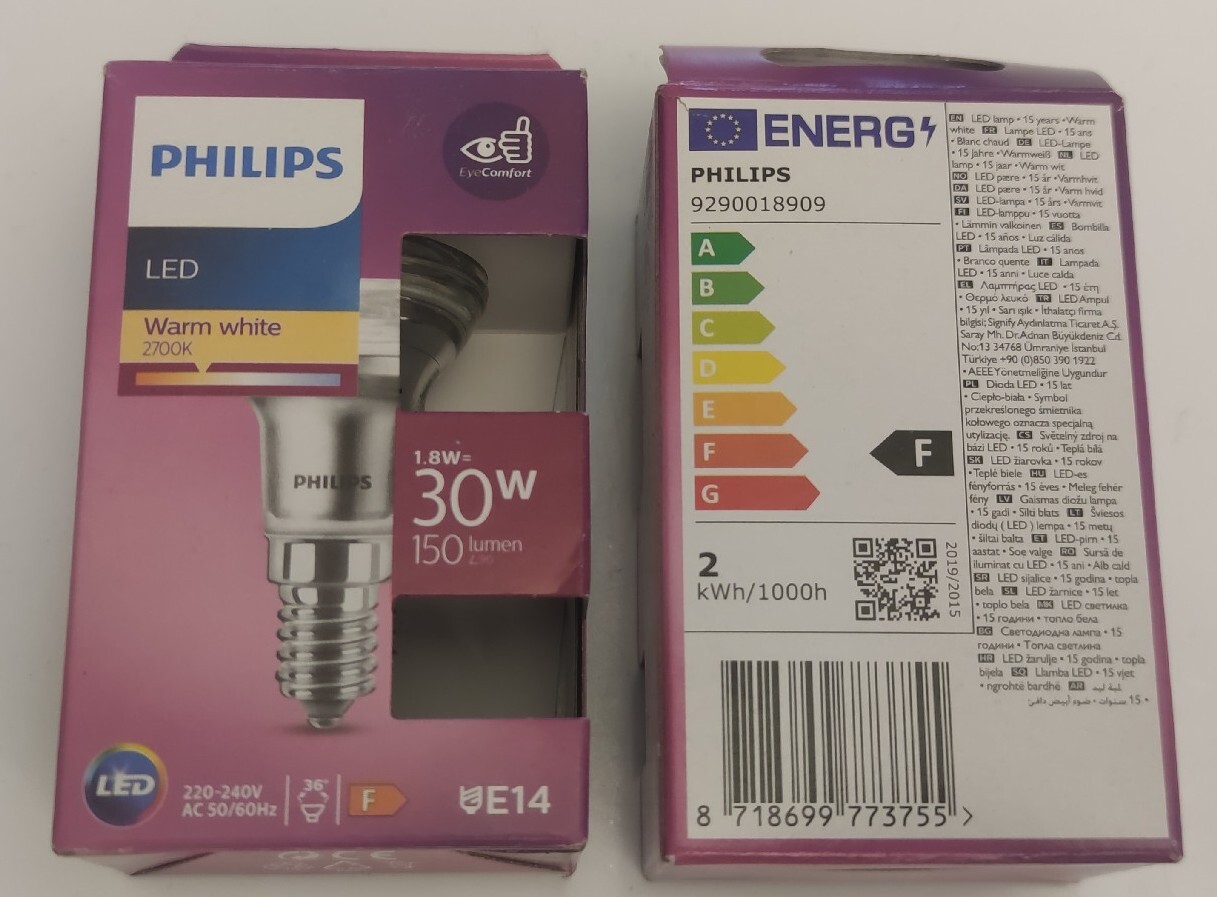 PHILIPS
EyeComfort
LED
Warm white
2700K
PHILIPS
1.8W=
30W
150 lumen
LED
220-240V
AC 50/60Hz
36°
F
E14
ENERG
PHILIPS
9290018909
A
B
C
D
E
F
G
F
2
kWh/1000h
2019/2015
8 718699 773755 >
EN LED lamp • 15 years • Warm
white FR Lampe LED • 15 ans
• Blanc chaud DE LED-Lampe
• 15 Jahre • Warmweiß NL LED
lamp • 15 jaar • Warm wit
NO LED pære • 15 år • Varmhvit
DA LED pære • 15 år • Varm hvid
SV LED-lampa • 15 års • Varmvit
FI LED-lamppu • 15 vuotta
• Lämmin valkoinen ES Bombilla
LED • 15 años • Luz cálida
PT Lâmpada LED • 15 anos
• Branco quente IT Lampada
LED • 15 anni • Luce calda
EL Λαμπτήρας LED • 15 έτη
• Θερμό λευκό TR LED Ampul
• 15 yıl • Sarı ışık • İthalatçı firma
bilgisi; Signify Aydınlatma Ticaret A.Ş.
Saray Mh. Dr.Adnan Büyükdeniz Cd.
No:13 34768 Ümraniye İstanbul
Türkiye +90 (0)850 390 1922
• AEEE Yönetmeliğine Uygundur
PL Dioda LED • 15 lat
• Ciepło-biała • Symbol
przekreślonego śmietnika
kołowego oznacza specjalną
utylizację. CS Světelný zdroj na
bázi LED • 15 roků • Teplá bílá
SK LED žiarovka • 15 rokov
• Teplé biele HU LED-es
fényforrás • 15 éves • Meleg fehér
fény LV Gaismas diožu lampa
• 15 gadi • Silti blats LT Šviesos
diodų ( LED ) lempa • 15 metų
• šiltai balta ET LED-pirn • 15
aastat • Soe valge RO Sursă de
iluminat cu LED • 15 ani • Alb cald
SR LED sijalice • 15 godina • topla
bela SL LED žarnice • 15 let
• toplo bela MK LED светилка
• 15 години • топло бела
BG Светодиодна лампа • 15
години • Топла светлина
HR LED žarulje • 15 godina • topla
bijela SQ Llamba LED • 15 vjet
• ngrohtë bardhë AR لمبة ليد
• 15 سنوات • ضوء أبيض دافئ